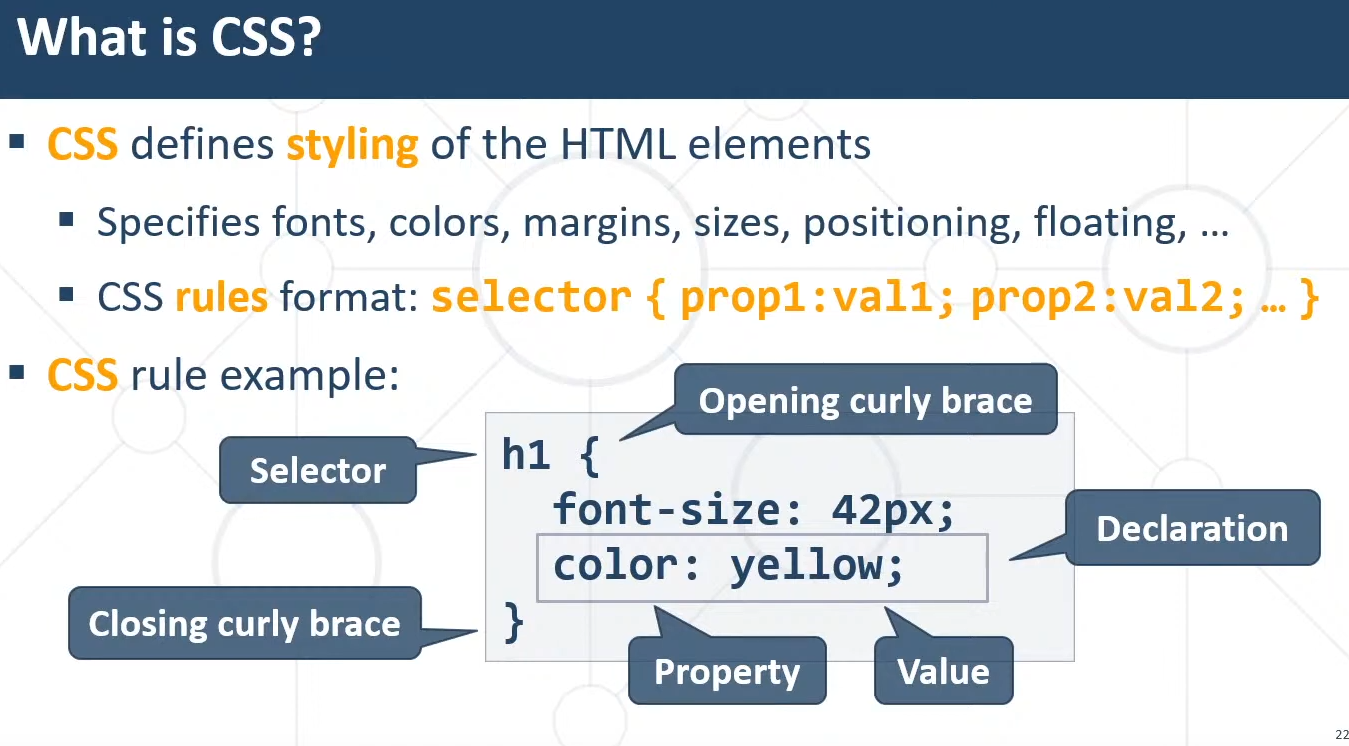 What is CSS?
▪ CSS defines styling of the HTML elements
▪ Specifies fonts, colors, margins, sizes, positioning, floating, …
▪ CSS rules format: selector { prop1:val1; prop2:val2; … }
▪ CSS rule example:
Opening curly brace
Selector
h1 {
font-size: 42px;
Declaration
color: yellow;
Closing curly brace
}
Property
Value
22